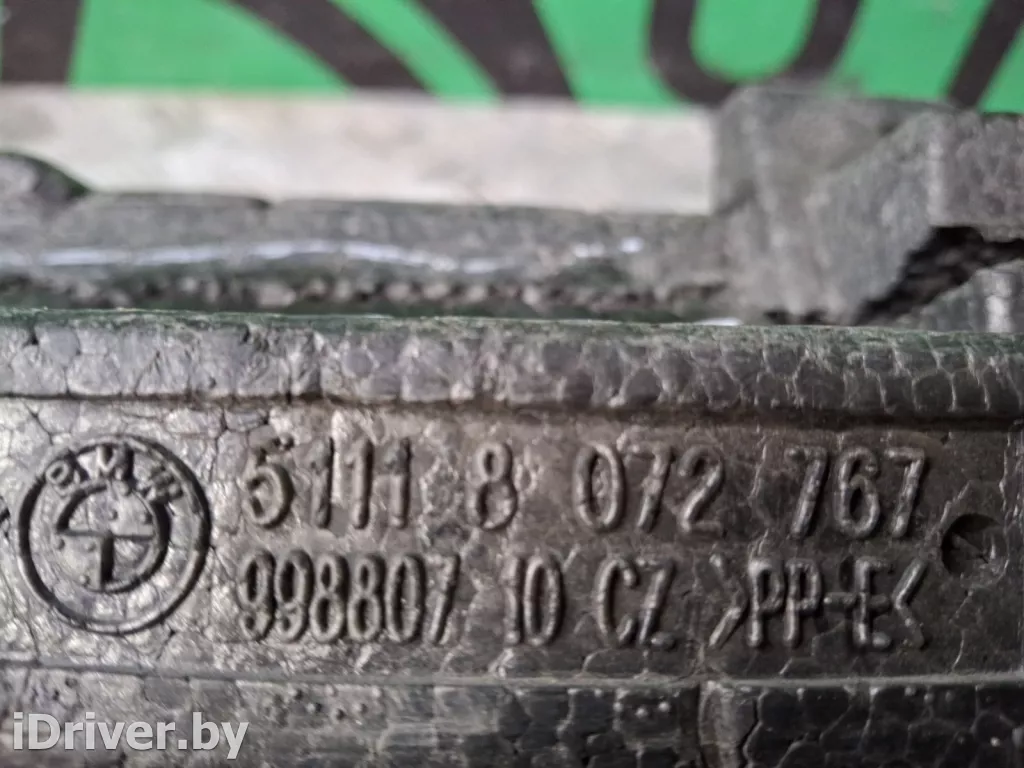 BMW
5111 8 072 767
998807 10 CZ >PP-E<
iDriver.by